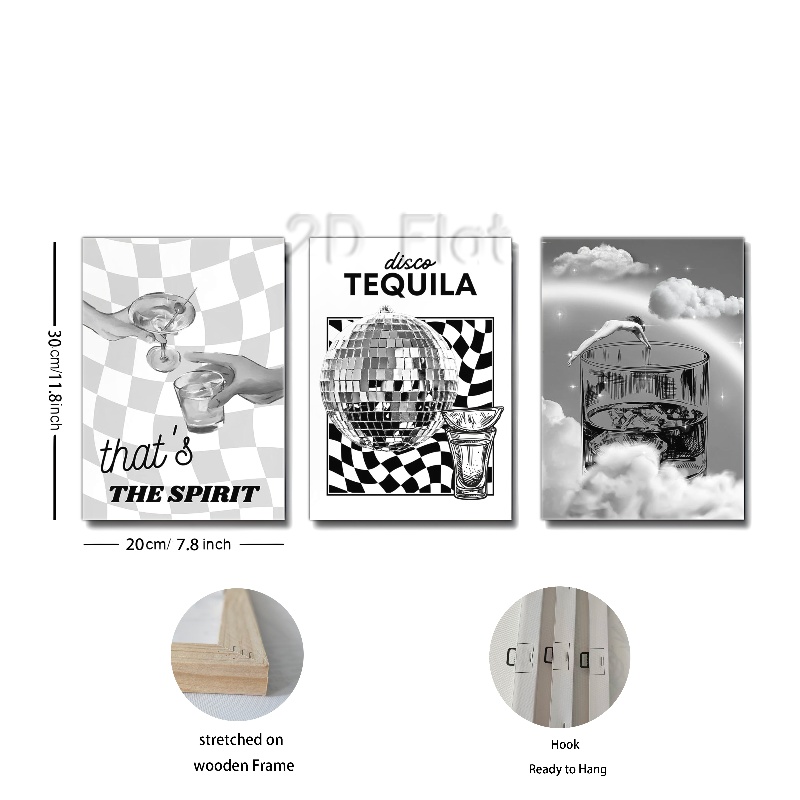 2D Flat
disco
TEQUILA
that's
THE SPIRIT
30cm/11.8inch
20cm/ 7.8 inch
stretched on
wooden Frame
Hook
Ready to Hang